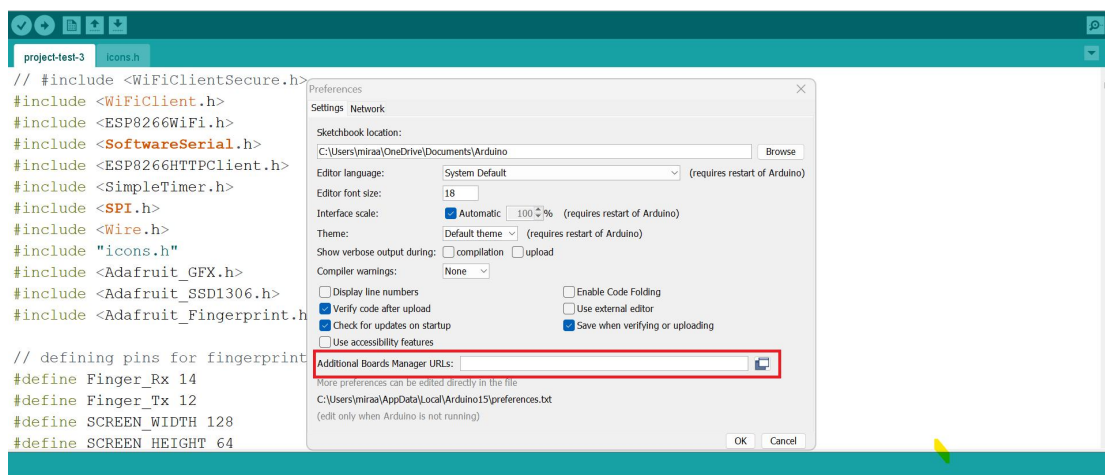 project-test-3 icons.h
// #include <WiFiClientSecure.h>
#include <WiFiClient.h>
#include <ESP8266WiFi.h>
#include <SoftwareSerial.h>
#include <ESP8266HTTPClient.h>
#include <SimpleTimer.h>
#include <SPI.h>
#include <Wire.h>
#include "icons.h"
#include <Adafruit_GFX.h>
#include <Adafruit_SSD1306.h>
#include <Adafruit_Fingerprint.h
// defining pins for fingerprint
#define Finger_Rx 14
#define Finger_Tx 12
#define SCREEN_WIDTH 128
#define SCREEN_HEIGHT 64
Preferences
Settings Network
Sketchbook location:
C:\Users\miraa\OneDrive\Documents\Arduino Browse
Editor language: System Default (requires restart of Arduino)
Editor font size: 18
Interface scale: Automatic 100 % (requires restart of Arduino)
Theme: Default theme (requires restart of Arduino)
Show verbose output during: compilation upload
Compiler warnings: None
Display line numbers Enable Code Folding
Verify code after upload Use external editor
Check for updates on startup Save when verifying or uploading
Use accessibility features
Additional Boards Manager URLs:
More preferences can be edited directly in the file
C:\Users\miraa\AppData\Local\Arduino15\preferences.txt
(edit only when Arduino is not running)
OK Cancel